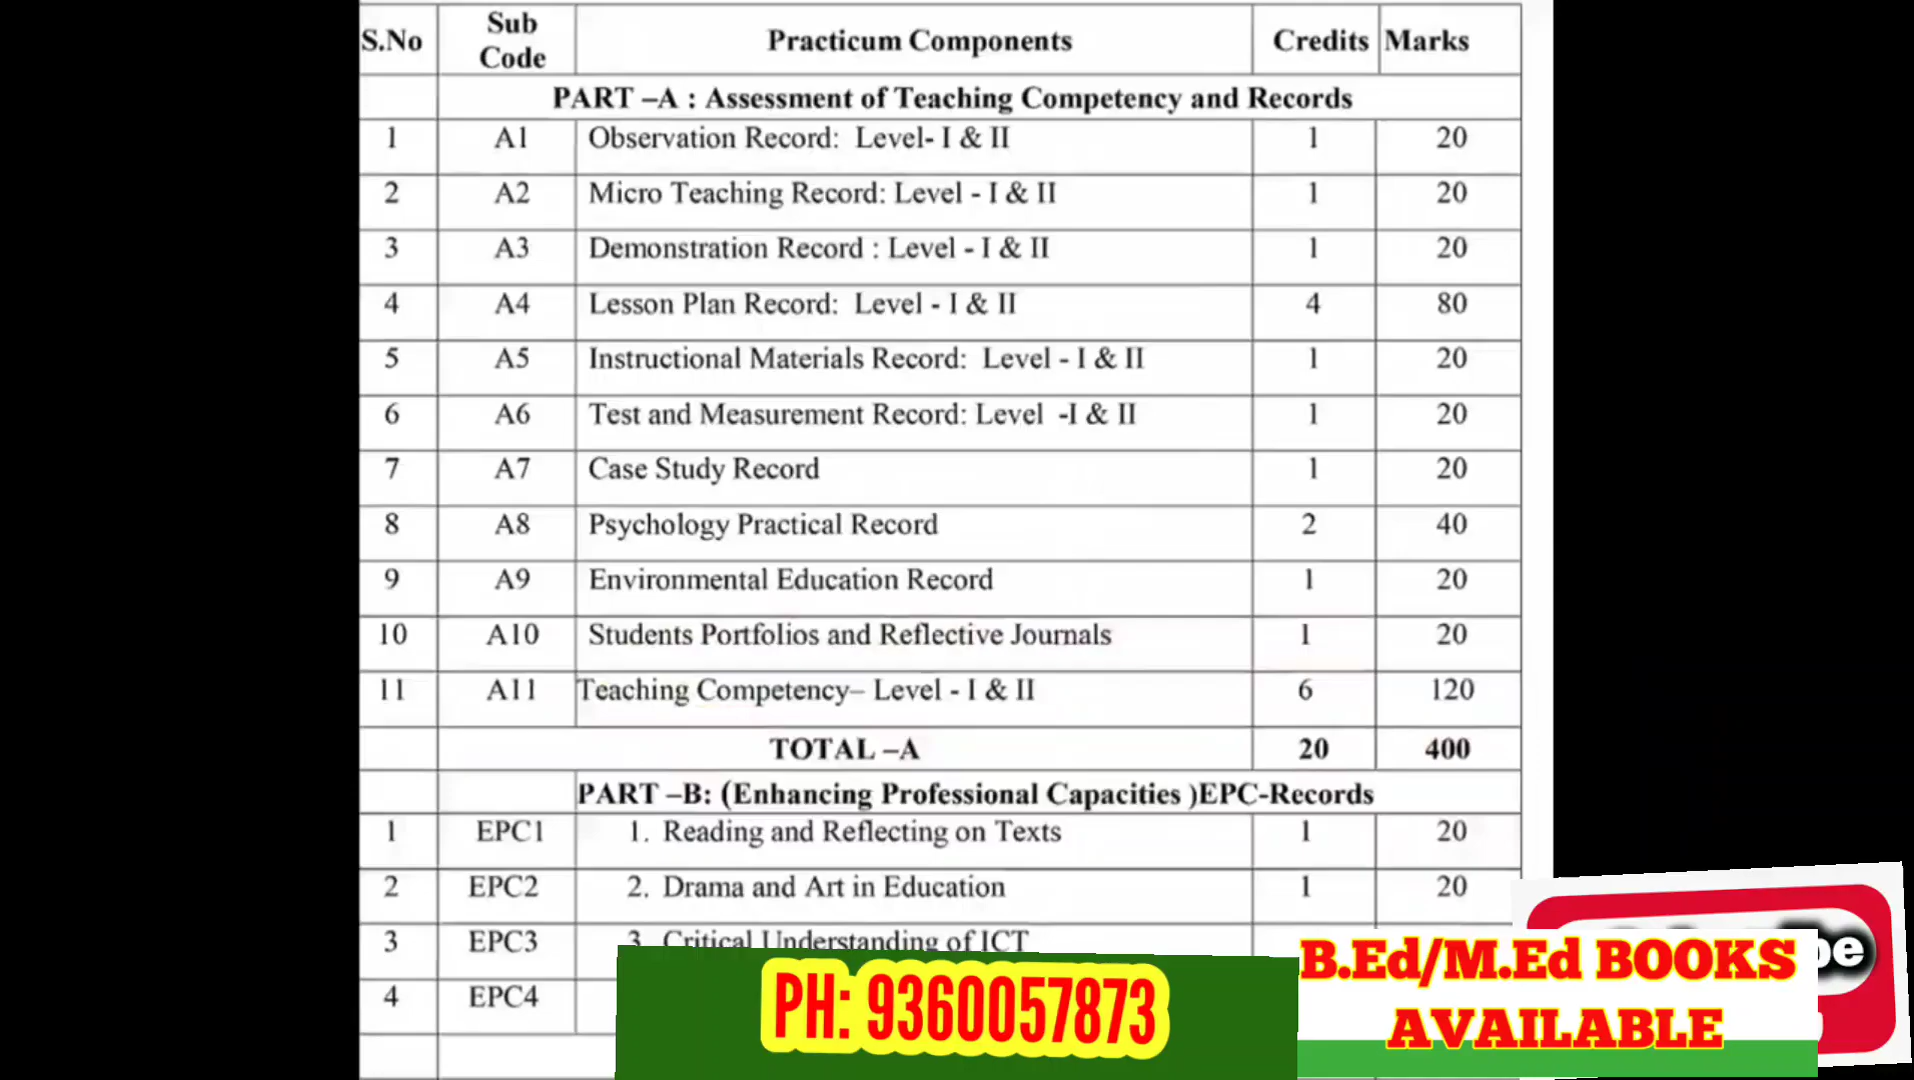 S.No Sub Code Practicum Components Credits Marks
PART –A : Assessment of Teaching Competency and Records
1 A1 Observation Record: Level- I & II 1 20
2 A2 Micro Teaching Record: Level - I & II 1 20
3 A3 Demonstration Record : Level - I & II 1 20
4 A4 Lesson Plan Record: Level - I & II 4 80
5 A5 Instructional Materials Record: Level - I & II 1 20
6 A6 Test and Measurement Record: Level -I & II 1 20
7 A7 Case Study Record 1 20
8 A8 Psychology Practical Record 2 40
9 A9 Environmental Education Record 1 20
10 A10 Students Portfolios and Reflective Journals 1 20
11 A11 Teaching Competency– Level - I & II 6 120
TOTAL –A 20 400
PART –B: (Enhancing Professional Capacities )EPC-Records
1 EPC1 1. Reading and Reflecting on Texts 1 20
2 EPC2 2. Drama and Art in Education 1 20
3 EPC3 3. Critical Understanding of ICT
4 EPC4
PH: 9360057873
B.Ed/M.Ed BOOKS
AVAILABLE